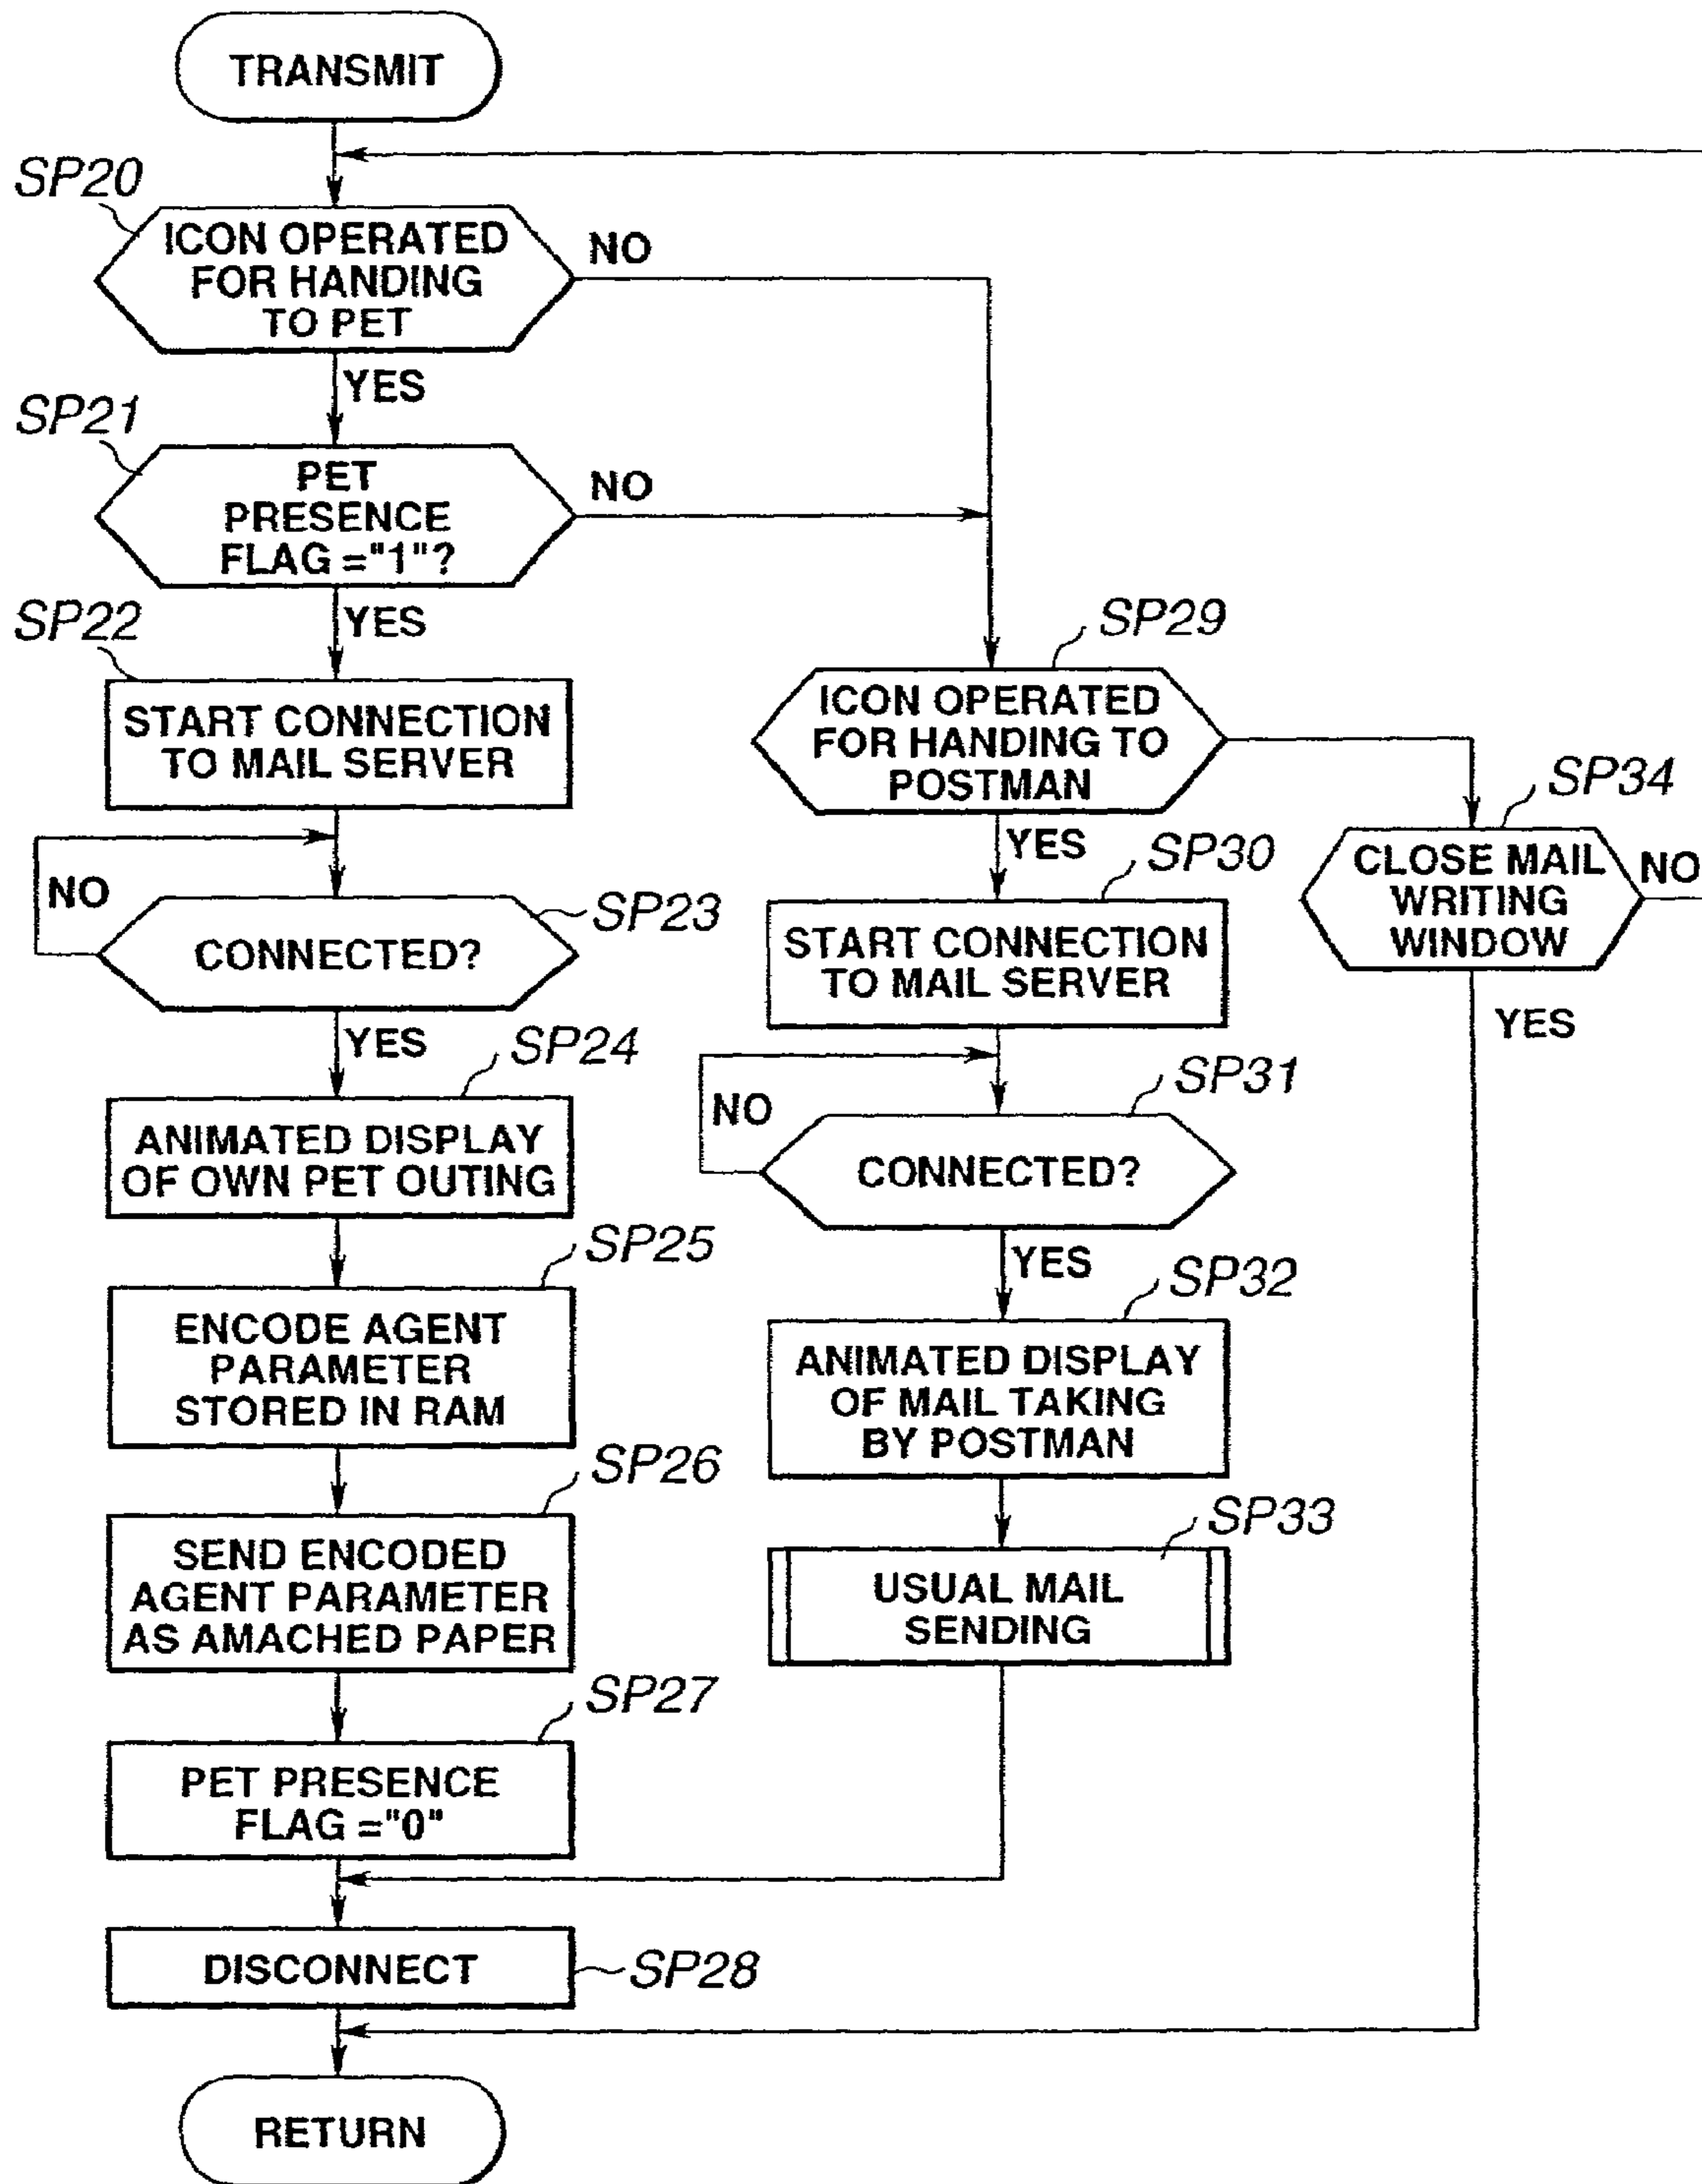 TRANSMIT
SP20
ICON OPERATED
FOR HANDING
TO PET
NO
YES
SP21
PET
PRESENCE
FLAG ="1"?
NO
YES
SP22
START CONNECTION
TO MAIL SERVER
NO
CONNECTED?
SP23
YES
SP24
ANIMATED DISPLAY
OF OWN PET OUTING
SP25
ENCODE AGENT
PARAMETER
STORED IN RAM
SP26
SEND ENCODED
AGENT PARAMETER
AS AMACHED PAPER
SP27
PET PRESENCE
FLAG ="0"
DISCONNECT
SP28
RETURN
SP29
ICON OPERATED
FOR HANDING TO
POSTMAN
YES
SP30
START CONNECTION
TO MAIL SERVER
SP31
NO
CONNECTED?
YES
SP32
ANIMATED DISPLAY
OF MAIL TAKING
BY POSTMAN
SP33
USUAL MAIL
SENDING
SP34
CLOSE MAIL
WRITING
WINDOW
NO
YES